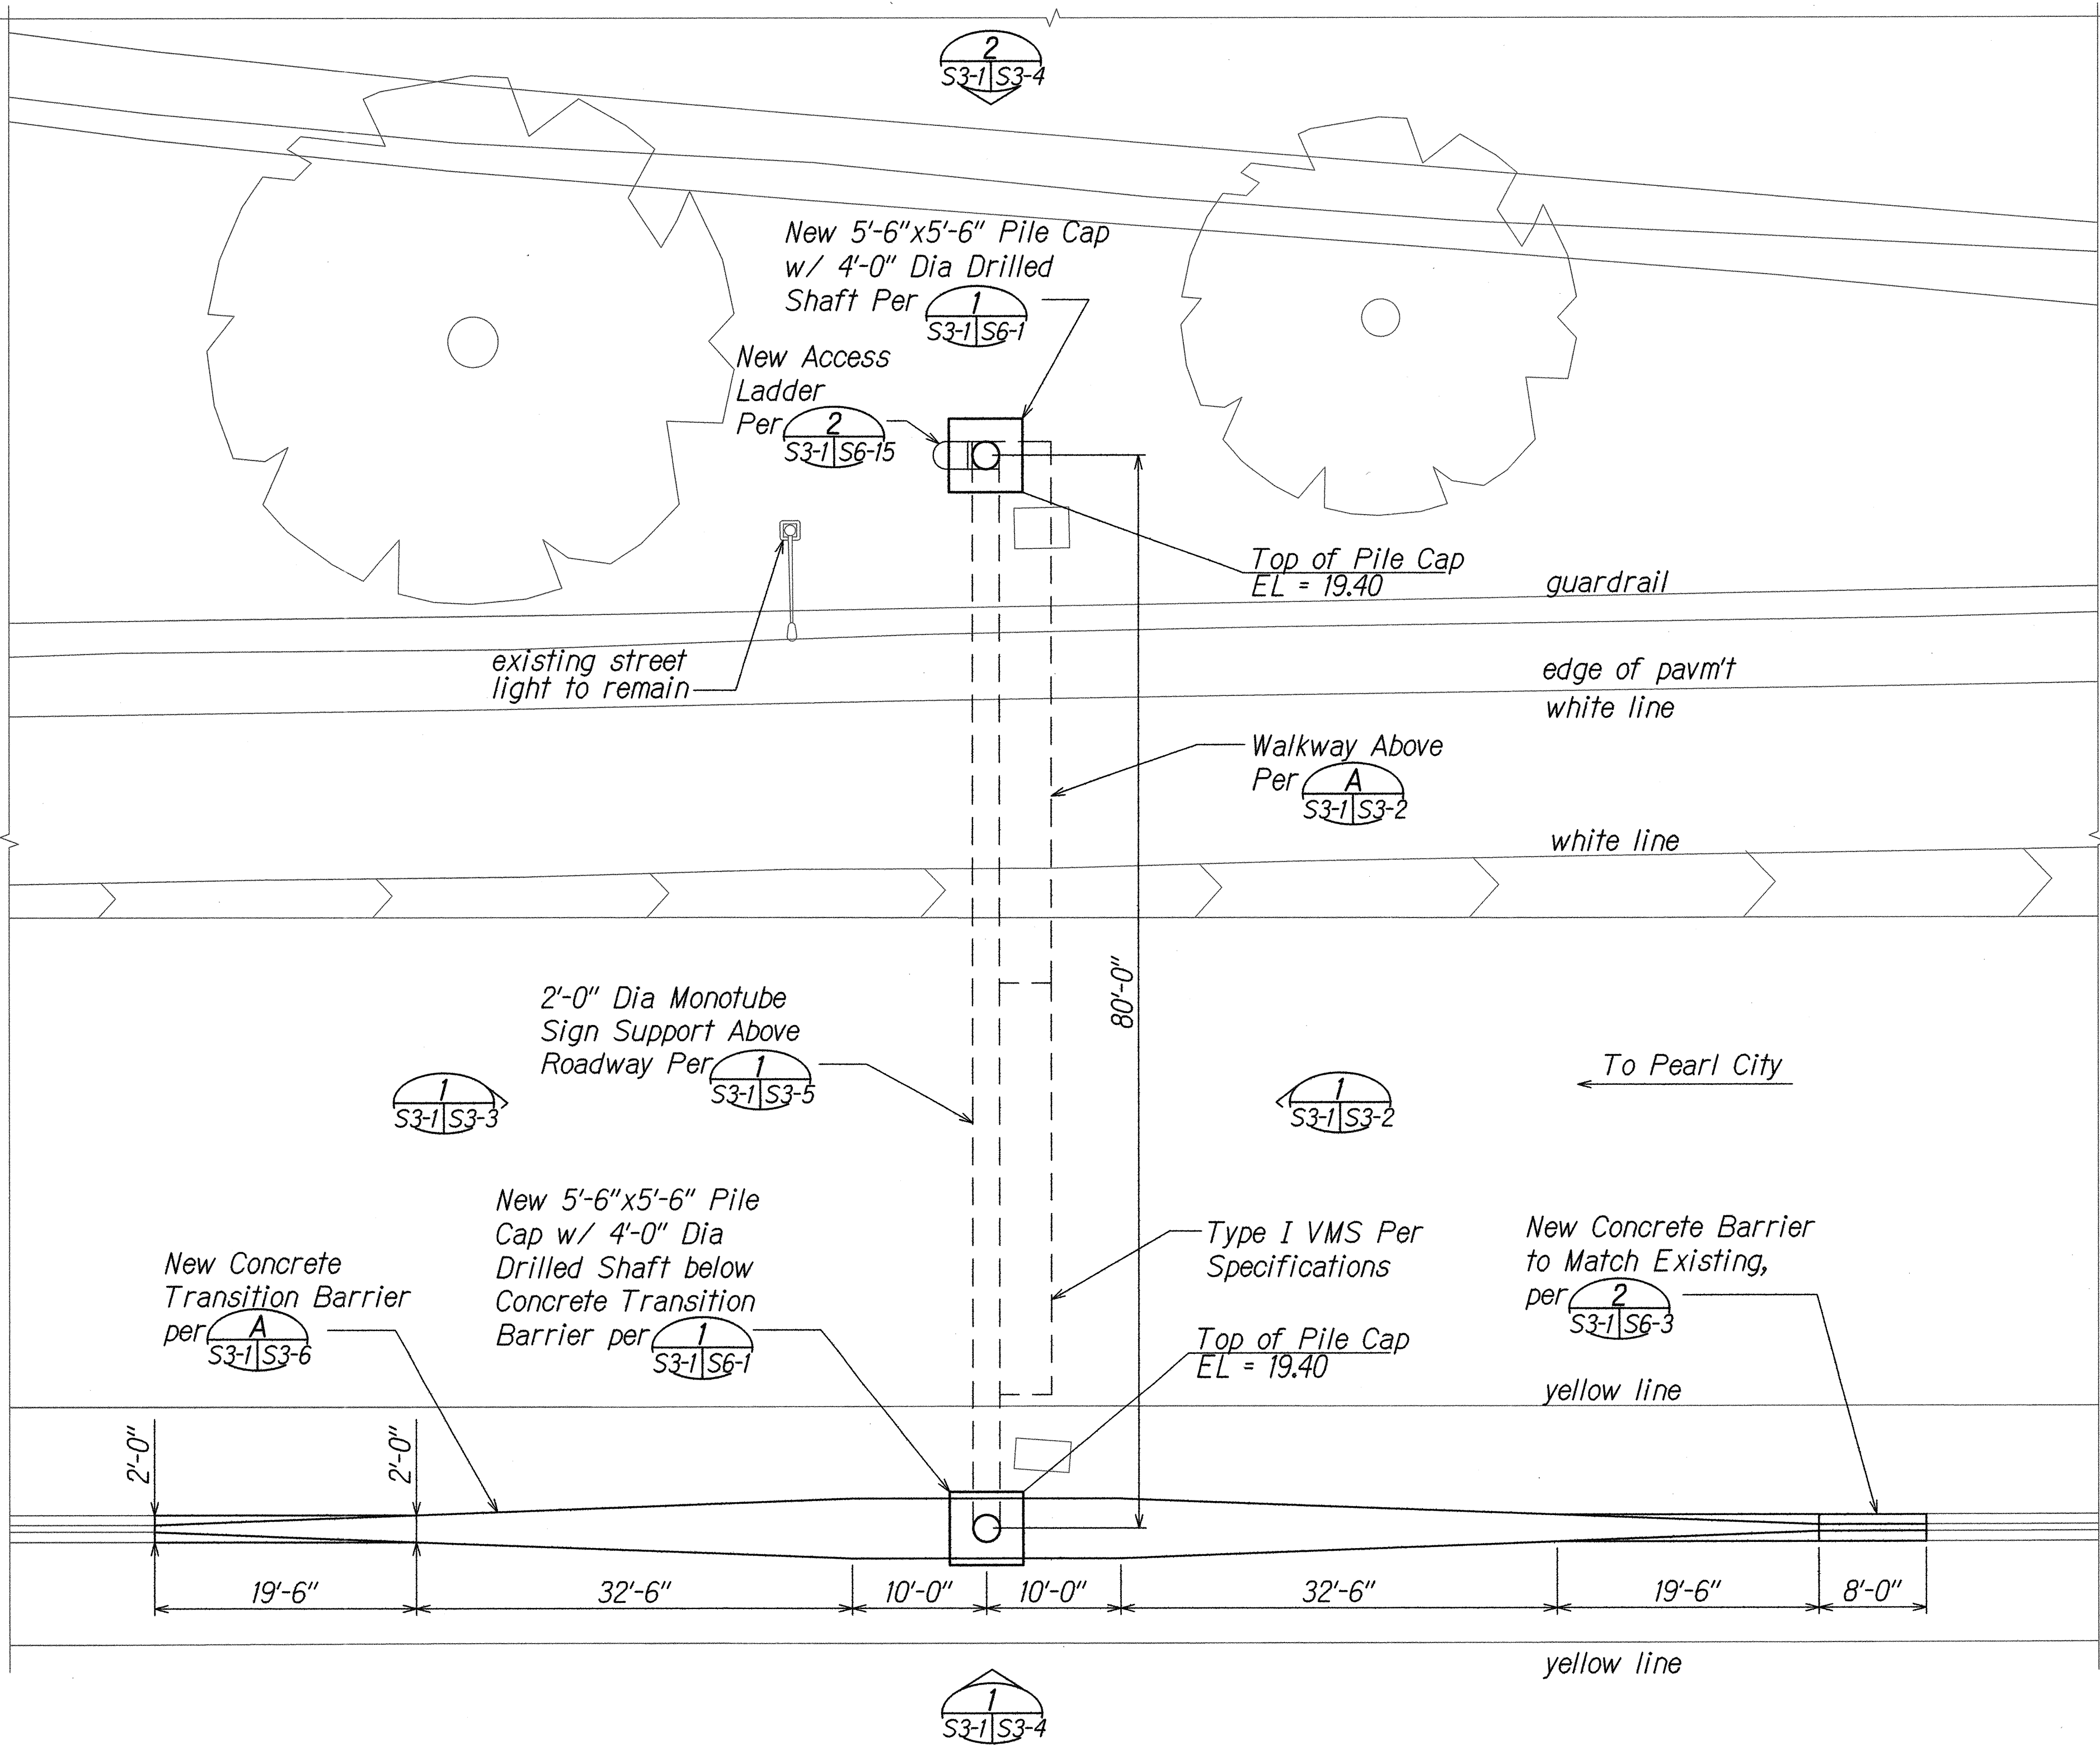 2
S3-1 S3-4
New 5'-6"x5'-6" Pile Cap
w/ 4'-0" Dia Drilled
Shaft Per 1
S3-1 S6-1
New Access
Ladder
Per 2
S3-1 S6-15
Top of Pile Cap
EL = 19.40
guardrail
existing street
light to remain
edge of pavm't
white line
Walkway Above
Per A
S3-1 S3-2
white line
80'-0"
2'-0" Dia Monotube
Sign Support Above
Roadway Per 1
S3-1 S3-5
To Pearl City
1
S3-1 S3-3
1
S3-1 S3-2
New 5'-6"x5'-6" Pile
Cap w/ 4'-0" Dia
Drilled Shaft below
Concrete Transition
Barrier per 1
S3-1 S6-1
Type I VMS Per
Specifications
New Concrete Barrier
to Match Existing,
per 2
S3-1 S6-3
New Concrete
Transition Barrier
per A
S3-1 S3-6
Top of Pile Cap
EL = 19.40
yellow line
2'-0"
2'-0"
19'-6"
32'-6"
10'-0"
10'-0"
32'-6"
19'-6"
8'-0"
yellow line
1
S3-1 S3-4